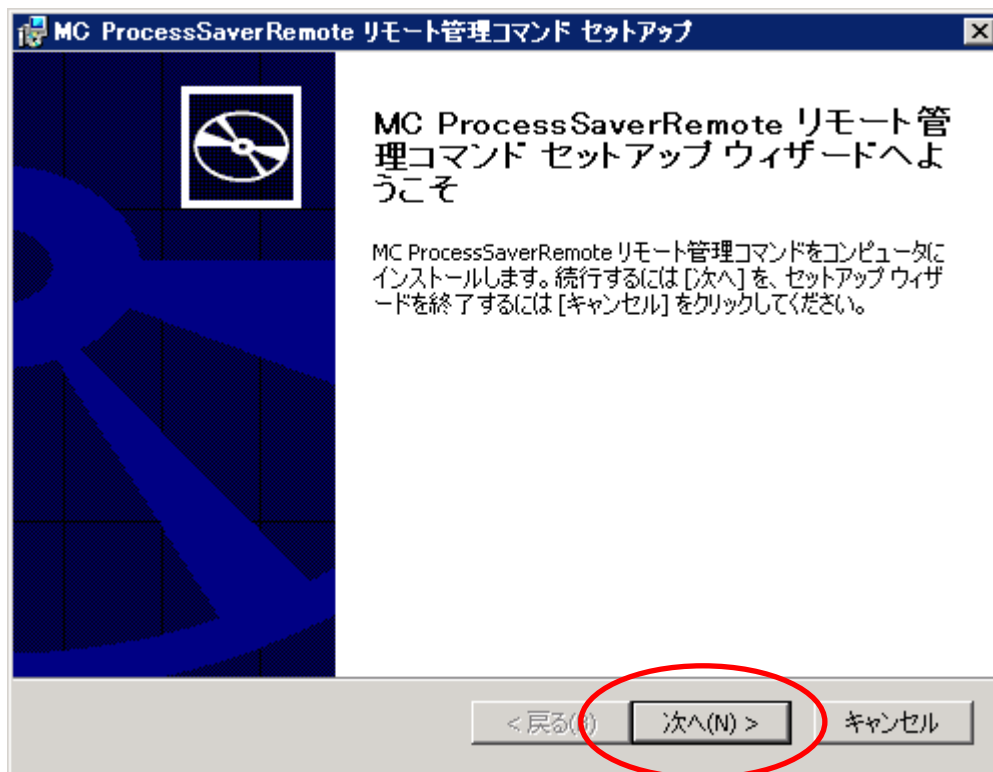 MC ProcessSaverRemote リモート管理コマンド セットアップ
MC ProcessSaverRemote リモート管
理コマンド セットアップ ウィザードへよ
うこそ
MC ProcessSaverRemote リモート管理コマンドをコンピュータに
インストールします。続行するには [次へ] を、セットアップ ウィザ
ードを終了するには [キャンセル] をクリックしてください。
< 戻る(B)
次へ(N) >
キャンセル